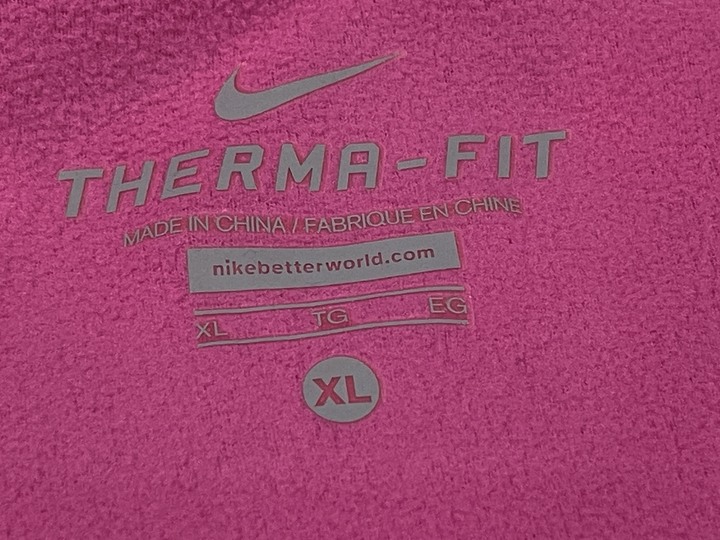 THERMA-FIT
MADE IN CHINA / FABRIQUE EN CHINE
nikebetterworld.com
XL TG EG
XL